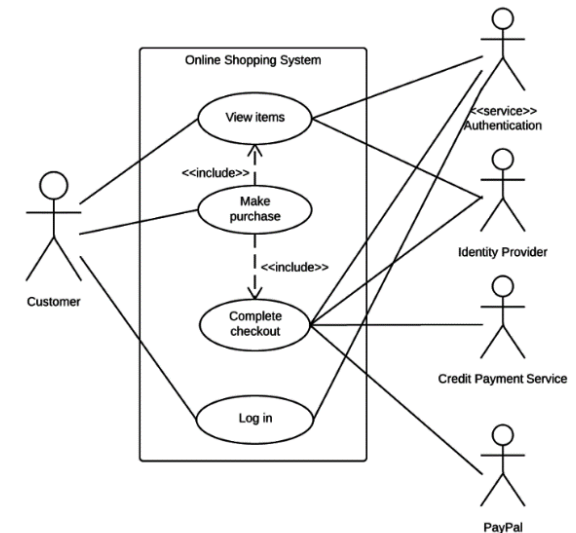 Online Shopping System
View items
<<service>>
Authentication
<<include>>
Make
purchase
Identity Provider
<<include>>
Customer
Complete
checkout
Credit Payment Service
Log in
PayPal